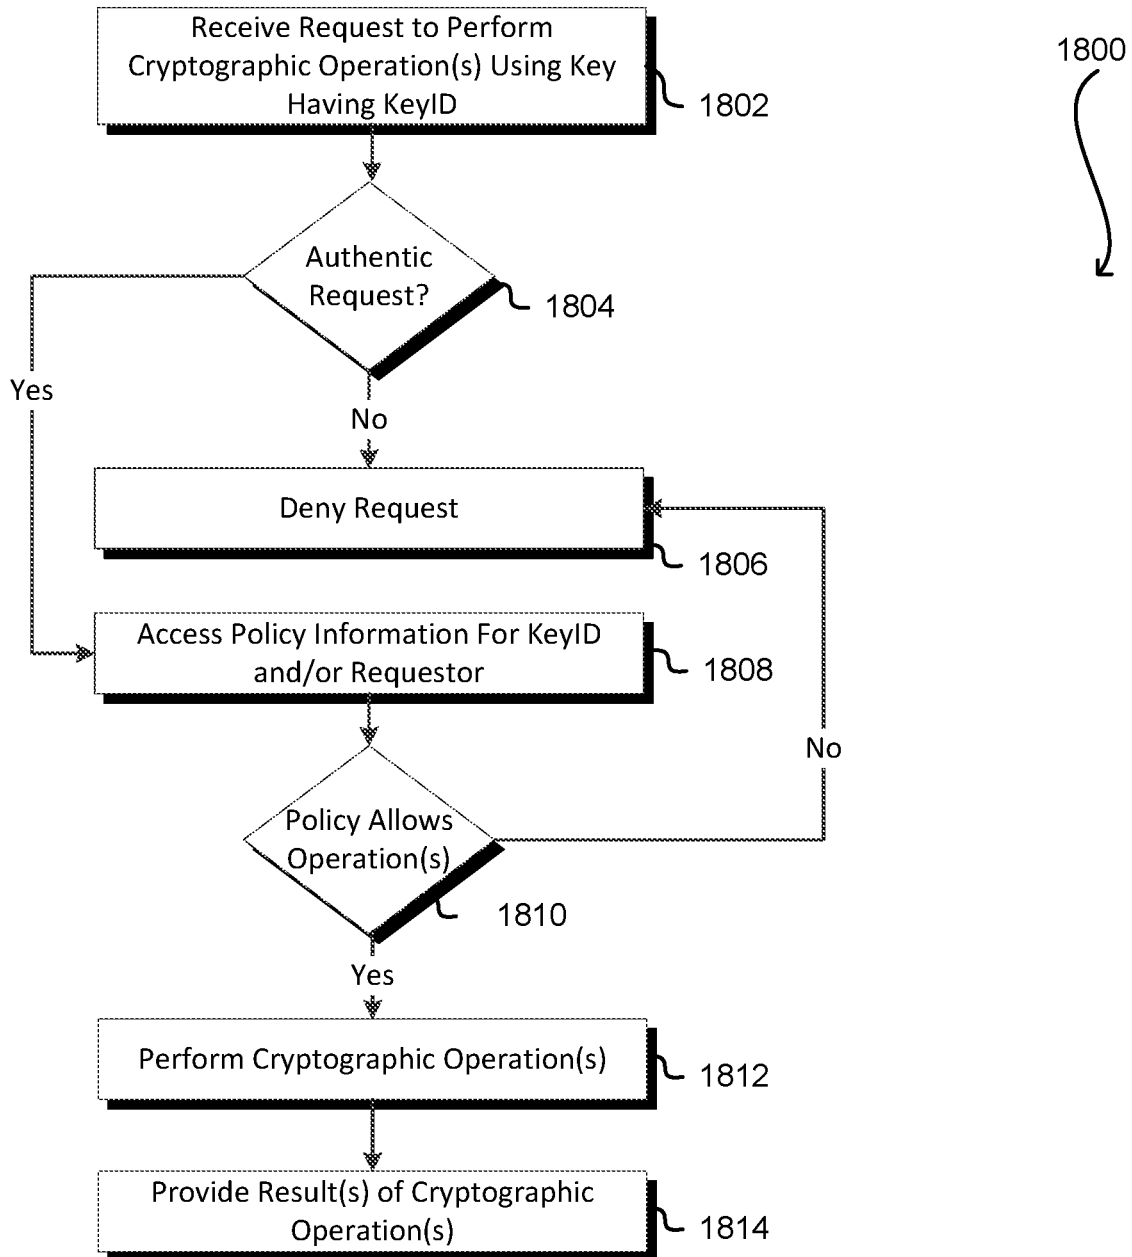 Receive Request to Perform
Cryptographic Operation(s) Using Key
Having KeyID
1802
1800
Authentic
Request?
1804
Yes
No
Deny Request
1806
Access Policy Information For KeyID
and/or Requestor
1808
No
Policy Allows
Operation(s)
1810
Yes
Perform Cryptographic Operation(s)
1812
Provide Result(s) of Cryptographic
Operation(s)
1814